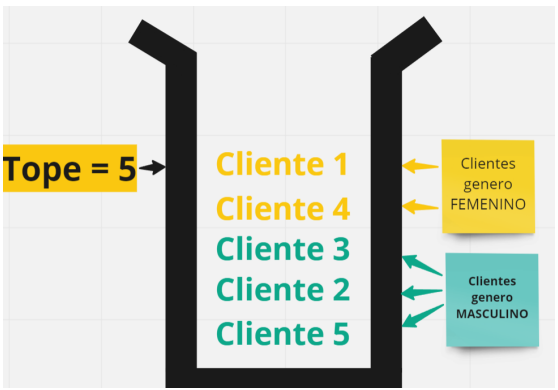 Tope = 5
Cliente 1
Cliente 4
Cliente 3
Cliente 2
Cliente 5
Clientes
genero
FEMENINO
Clientes
genero
MASCULINO